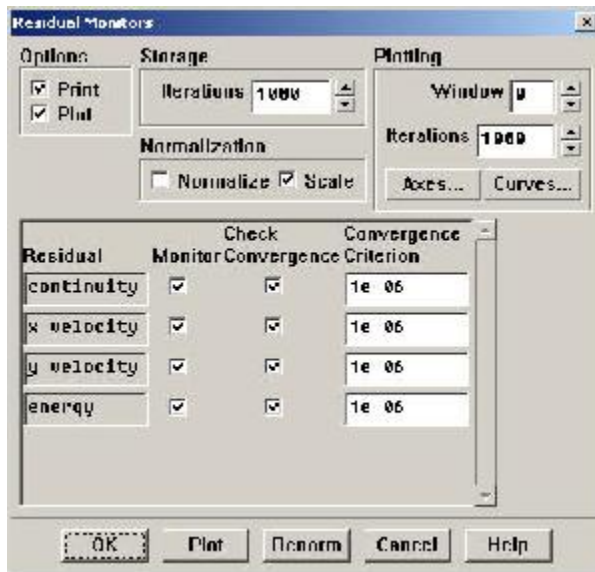 Residual Monitors
Options
Storage
Plotting
Print
Plot
Iterations 1000
Window 0
Iterations 1000
Normalization
Normalize Scale
Axes... Curves...
Residual Monitor Check Convergence Convergence Criterion
continuity 1e-06
x-velocity 1e-06
y-velocity 1e-06
energy 1e-06
OK Plot Renorm Cancel Help